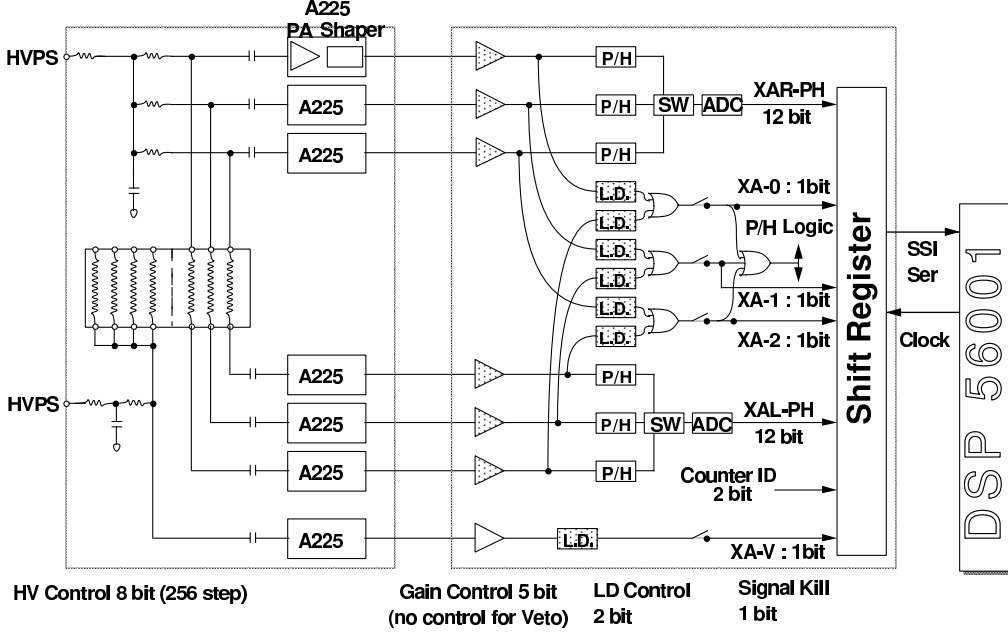 A225
PA Shaper
HVPS
P/H
A225
P/H
SW
ADC
XAR-PH
12 bit
A225
P/H
L.D.
XA-0 : 1bit
L.D.
P/H Logic
L.D.
L.D.
XA-1 : 1bit
L.D.
L.D.
XA-2 : 1bit
Shift Register
SSI
Ser
Clock
DSP 56001
A225
P/H
HVPS
A225
P/H
SW
ADC
XAL-PH
12 bit
A225
P/H
Counter ID
2 bit
A225
L.D.
XA-V : 1bit
HV Control 8 bit (256 step)
Gain Control 5 bit
(no control for Veto)
LD Control
2 bit
Signal Kill
1 bit